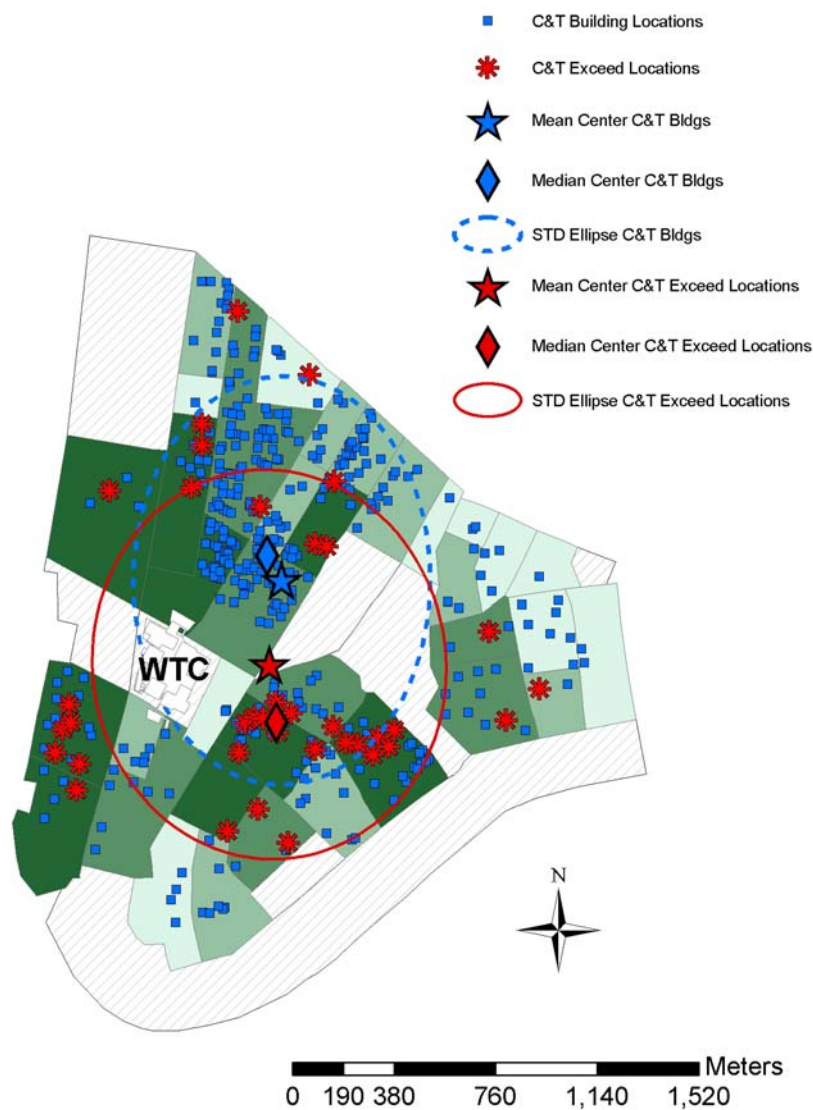 C&T Building Locations
C&T Exceed Locations
Mean Center C&T Bldgs
Median Center C&T Bldgs
STD Ellipse C&T Bldgs
Mean Center C&T Exceed Locations
Median Center C&T Exceed Locations
STD Ellipse C&T Exceed Locations
WTC
N
Meters
0 190 380 760 1,140 1,520